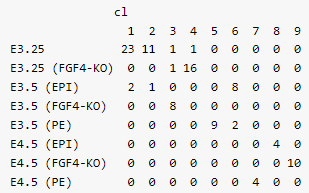 cl
1 2 3 4 5 6 7 8 9
E3.25 23 11 1 1 0 0 0 0 0
E3.25 (FGF4-KO) 0 0 1 16 0 0 0 0 0
E3.5 (EPI) 2 1 0 0 0 8 0 0 0
E3.5 (FGF4-KO) 0 0 8 0 0 0 0 0 0
E3.5 (PE) 0 0 0 0 9 2 0 0 0
E4.5 (EPI) 0 0 0 0 0 0 0 4 0
E4.5 (FGF4-KO) 0 0 0 0 0 0 0 0 10
E4.5 (PE) 0 0 0 0 0 0 4 0 0